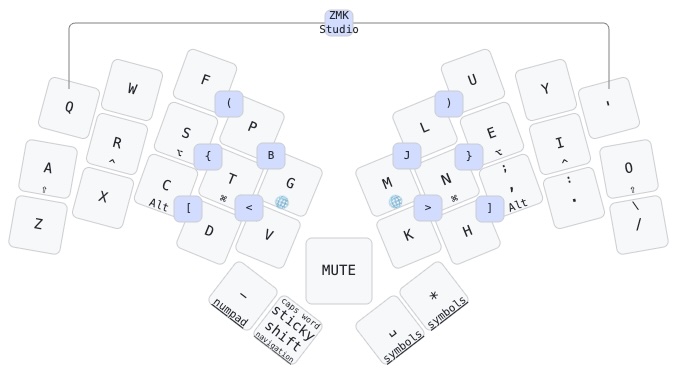 ZMK
Studio
Q W F ( P ) U Y '
A
⇧
R
^
S
⌥
{ T
⌘
B G
J L
M N
⌘
} E
⌥
I
^
O
⇧
Z X C
Alt
[ D < V
K > H ] ;
,
Alt
:
.
\
/
MUTE
_
numpad
caps word
sticky
shift
navigation
␣
symbols
*
symbols